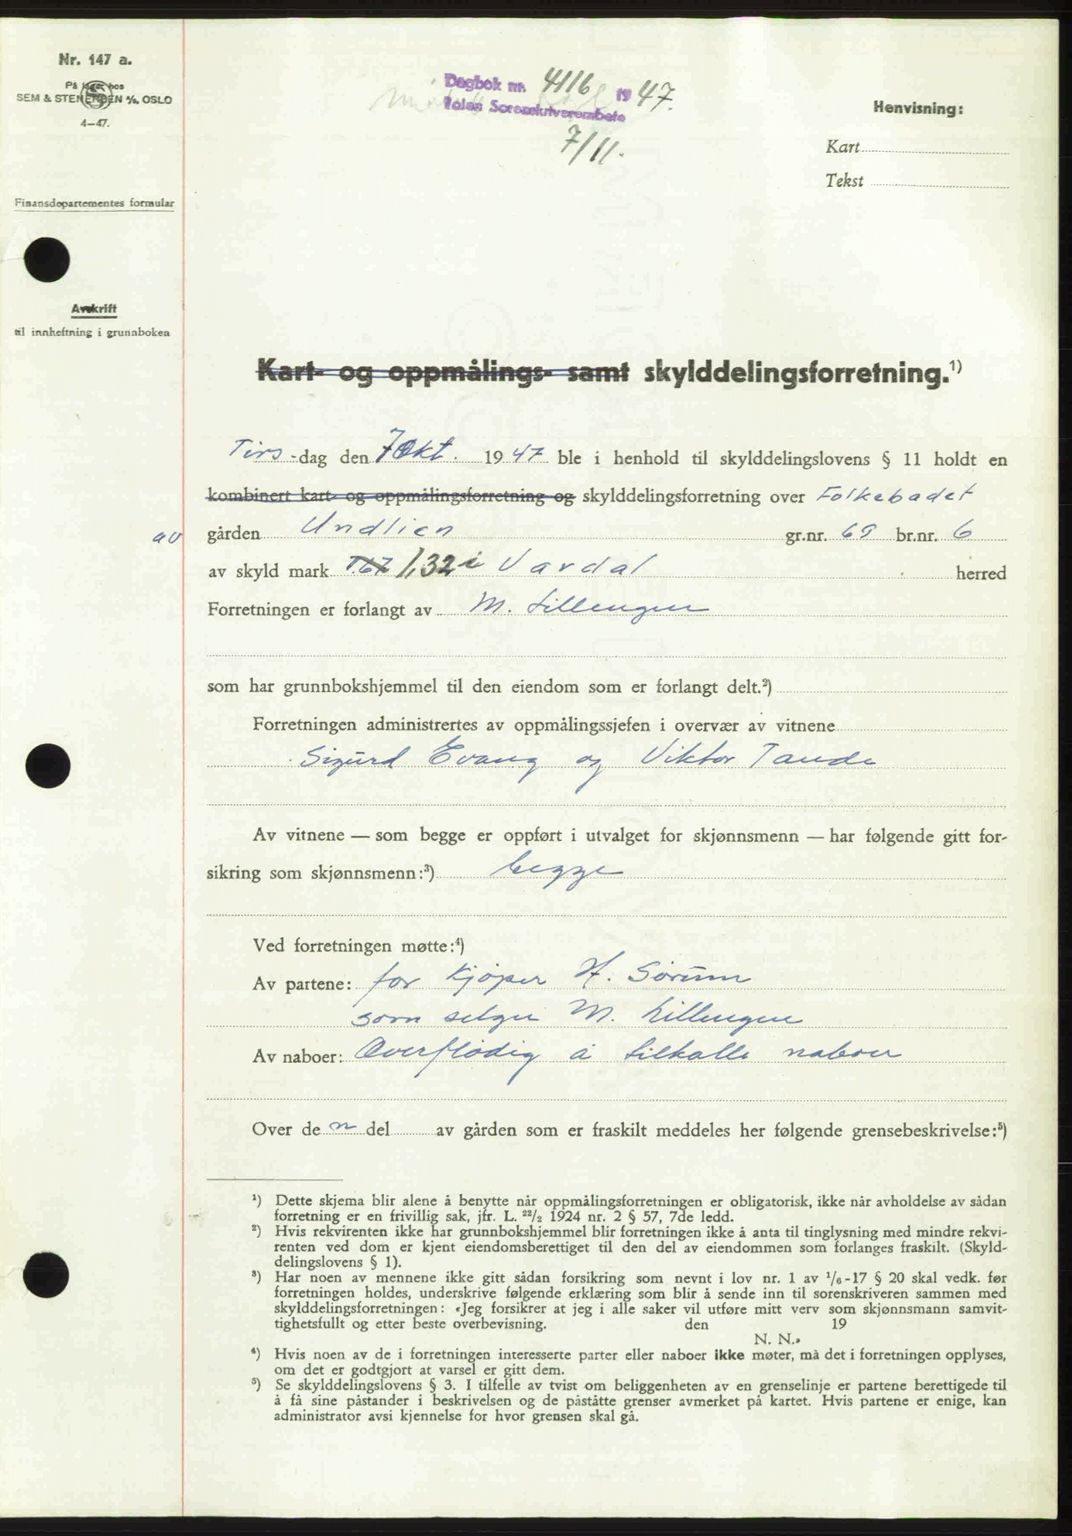 Nr. 147 a.
På lager hos
SEM & STENERSEN A/S, OSLO
4—47.
Finansdepartementes formular
Avskrift
til innheftning i grunnboken
Dagbok nr. 4116 1947.
Toten Sorenskriverembete
7/11.
Henvisning:
Kart
Tekst
Kart- og oppmålings- samt skylddelingsforretning.¹)
Tirs-dag den 7 Okt. 1947 ble i henhold til skylddelingslovens § 11 holdt en
kombinert kart- og oppmålingsforretning og skylddelingsforretning over Folkebadet
av gården Undlien gr.nr. 69 br.nr. 6
av skyld mark 1,32 i Vardal herred
Forretningen er forlangt av M. Lillengen
som har grunnbokshjemmel til den eiendom som er forlangt delt.²)
Forretningen administrertes av oppmålingssjefen i overvær av vitnene
Sigurd Evang og Viktor Tande
Av vitnene — som begge er oppført i utvalget for skjønnsmenn — har følgende gitt for-
sikring som skjønnsmenn:³) begge
Ved forretningen møtte:⁴)
Av partene: for kjøper H. Sørum
som selger M. Lillengen
Av naboer: Overflødig å tilkalle naboer
Over de n del av gården som er fraskilt meddeles her følgende grensebeskrivelse:⁵)
¹) Dette skjema blir alene å benytte når oppmålingsforretningen er obligatorisk, ikke når avholdelse av sådan
forretning er en frivillig sak, jfr. L. 22/2 1924 nr. 2 § 57, 7de ledd.
²) Hvis rekvirenten ikke har grunnbokshjemmel blir forretningen ikke å anta til tinglysning med mindre rekvi-
renten ved dom er kjent eiendomsberettiget til den del av eiendommen som forlanges fraskilt. (Skyld-
delingslovens § 1).
³) Har noen av mennene ikke gitt sådan forsikring som nevnt i lov nr. 1 av 1/6-17 § 20 skal vedk. før
forretningen holdes, underskrive følgende erklæring som blir å sende inn til sorenskriveren sammen med
skylddelingsforretningen: «Jeg forsikrer at jeg i alle saker vil utføre mitt verv som skjønnsmann samvit-
tighetsfullt og etter beste overbevisning. den 19
N. N.»
⁴) Hvis noen av de i forretningen interesserte parter eller naboer ikke møter, må det i forretningen opplyses,
om det er godtgjort at varsel er gitt dem.
⁵) Se skylddelingslovens § 3. I tilfelle av tvist om beliggenheten av en grenselinje er partene berettigede til
å få sine påstander i beskrivelsen og de påståtte grenser avmerket på kartet. Hvis partene er enige, kan
administrator avsi kjennelse for hvor grensen skal gå.